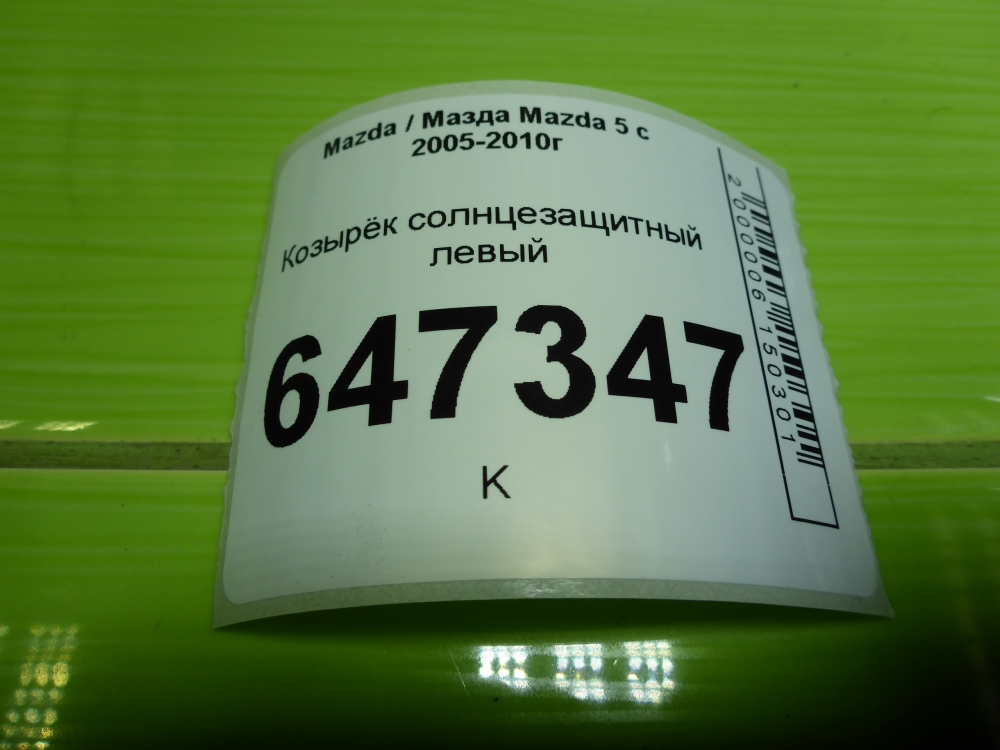 Mazda / Мазда Mazda 5 с
2005-2010г
Козырёк солнцезащитный
левый
647347
К
2000006150301